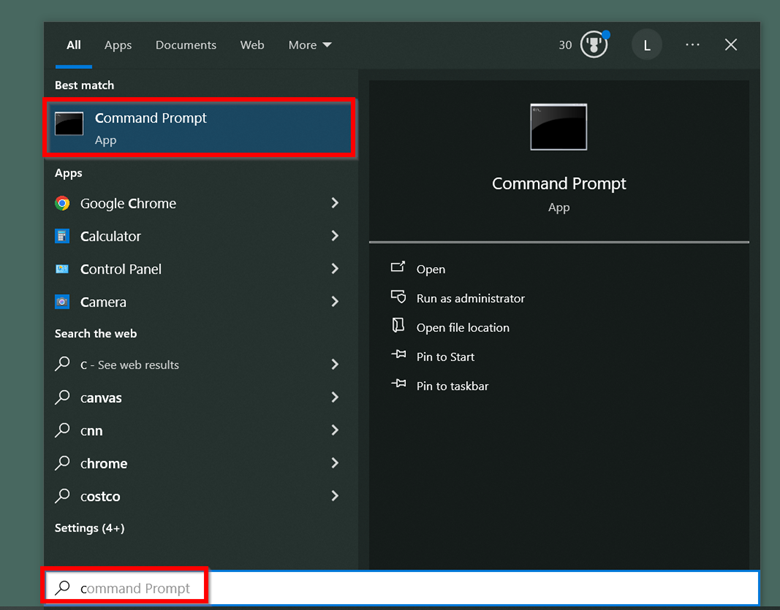 All Apps Documents Web More 30 L ...
Best match
Command Prompt
App
Apps
Google Chrome
Calculator
Control Panel
Camera
Search the web
c - See web results
canvas
cnn
chrome
costco
Settings (4+)
command Prompt
Command Prompt
App
Open
Run as administrator
Open file location
Pin to Start
Pin to taskbar